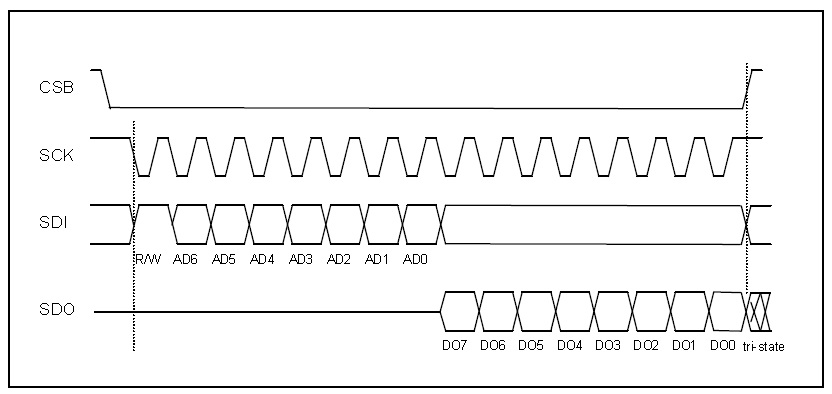 CSB
SCK
SDI
R/W AD6 AD5 AD4 AD3 AD2 AD1 AD0
SDO
DO7 DO6 DO5 DO4 DO3 DO2 DO1 DO0 tri-state